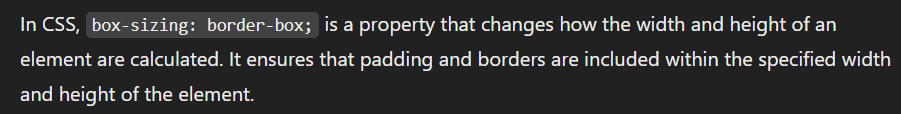 In CSS, box-sizing: border-box; is a property that changes how the width and height of an
element are calculated. It ensures that padding and borders are included within the specified width
and height of the element.